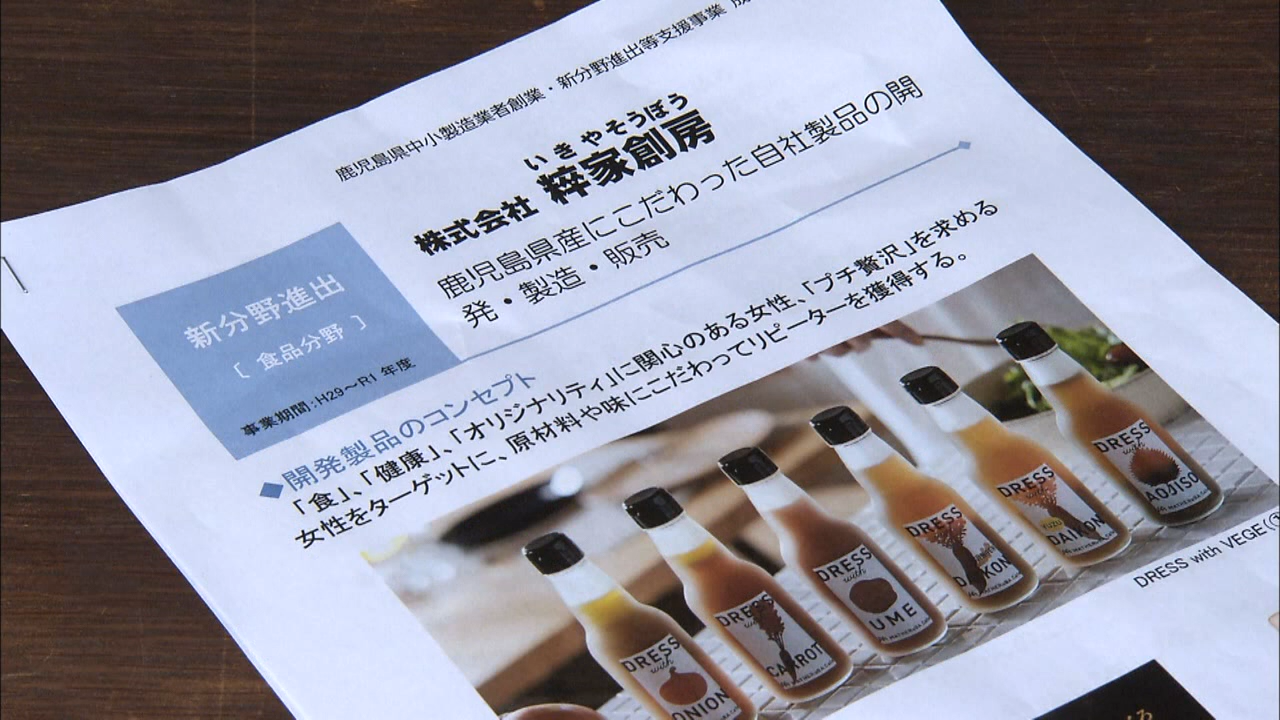 鹿児島県中小製造業者創業・新分野進出等支援事業
いきやそうぼう
株式会社 粹家創房
鹿児島県産にこだわった自社製品の開
発・製造・販売
新分野進出
[ 食品分野 ]
事業期間:H29～R1 年度
◆開発製品のコンセプト
「食」、「健康」、「オリジナリティ」に関心のある女性、「プチ贅沢」を求める
女性をターゲットに、原材料や味にこだわってリピーターを獲得する。
DRESS
with
ONION
DRESS
CARROT
DRESS
with
UME
DRESS
DAIKON
DRESS
YUZU
DAIKON
DRESS
with
AOJISO
DRESS with VEGE